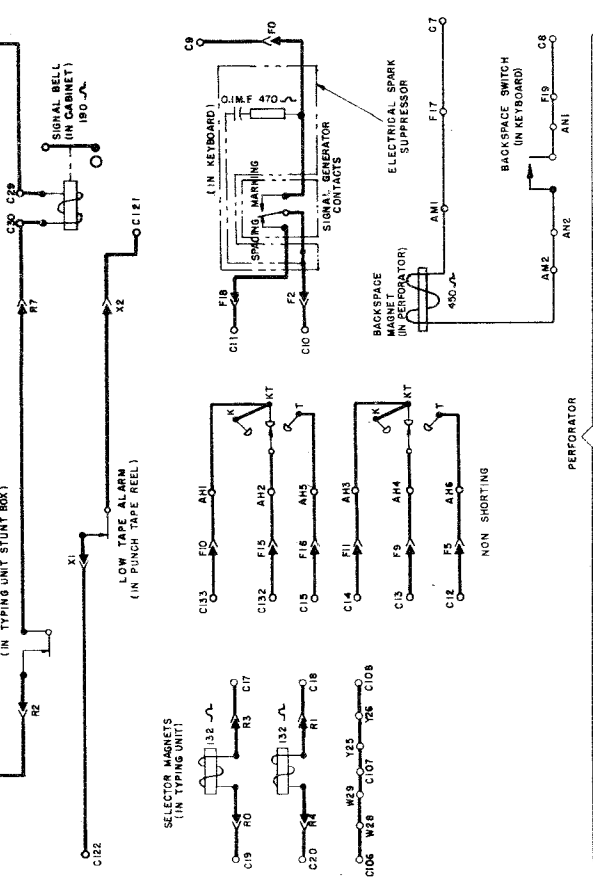 (IN TYPING UNIT STUNT BOX)
R2
R7
C30
C29
SIGNAL BELL
(IN CABINET)
190
C122
X1
LOW TAPE ALARM
(IN PUNCH TAPE REEL)
X2
C121
SELECTOR MAGNETS
(IN TYPING UNIT)
C19
R0
132
R3
C17
C20
R4
132
R1
C18
C106
W28
W29
C107
Y25
Y26
C108
C133
F10
AH1
K
C132
F15
AH2
KT
C15
F16
AH5
T
C14
F11
AH3
K
C13
F9
AH4
KT
C12
F5
AH6
T
NON SHORTING
C11
F18
C10
F2
(IN KEYBOARD)
0.1 M.F.
470
SPACING
MARKING
SIGNAL GENERATOR
CONTACTS
C9
F0
ELECTRICAL SPARK
SUPPRESSOR
BACKSPACE
MAGNET
(IN PERFORATOR)
450
AM1
F17
C7
BACKSPACE SWITCH
(IN KEYBOARD)
AM2
AN2
AN1
F19
C8
PERFORATOR